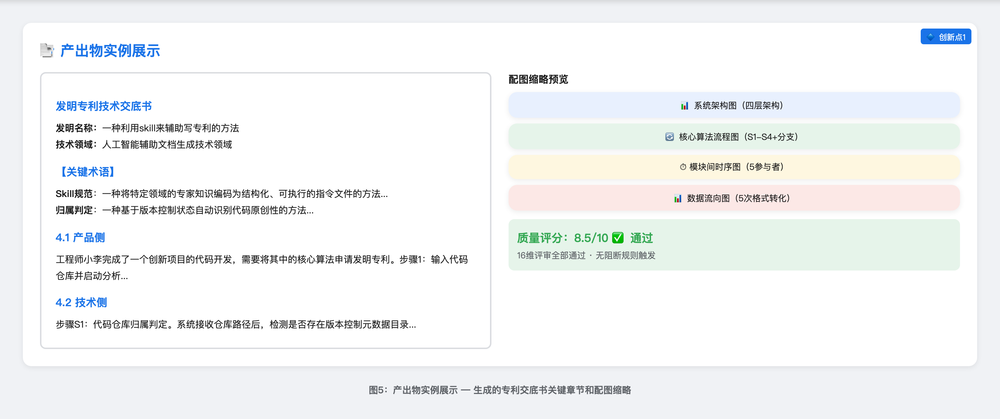 创新点1
产出物实例展示
发明专利技术交底书
发明名称：一种利用skill来辅助写专利的方法
技术领域：人工智能辅助文档生成技术领域
【关键术语】
Skill规范：一种将特定领域的专家知识编码为结构化、可执行的指令文件的方法...
归属判定：一种基于版本控制状态自动识别代码原创性的方法...
4.1 产品侧
工程师小李完成了一个创新项目的代码开发，需要将其中的核心算法申请发明专利。步骤1：输入代码
仓库并启动分析...
4.2 技术侧
步骤S1：代码仓库归属判定。系统接收仓库路径后，检测是否存在版本控制元数据目录...
配图缩略预览
系统架构图（四层架构）
核心算法流程图（S1–S4+分支）
模块间时序图（5参与者）
数据流向图（5次格式转化）
质量评分：8.5/10 ✅ 通过
16维评审全部通过 · 无阻断规则触发
图5：产出物实例展示 — 生成的专利交底书关键章节和配图缩略